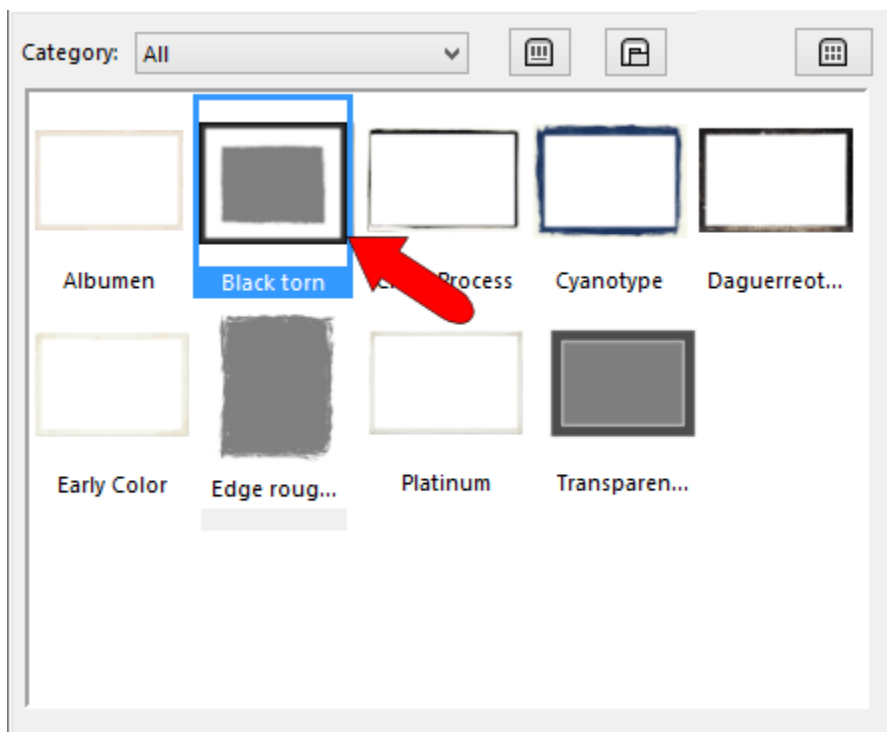 Category: All
Albumen
Black torn
Process
Cyanotype
Daguerreot...
Early Color
Edge roug...
Platinum
Transparen...